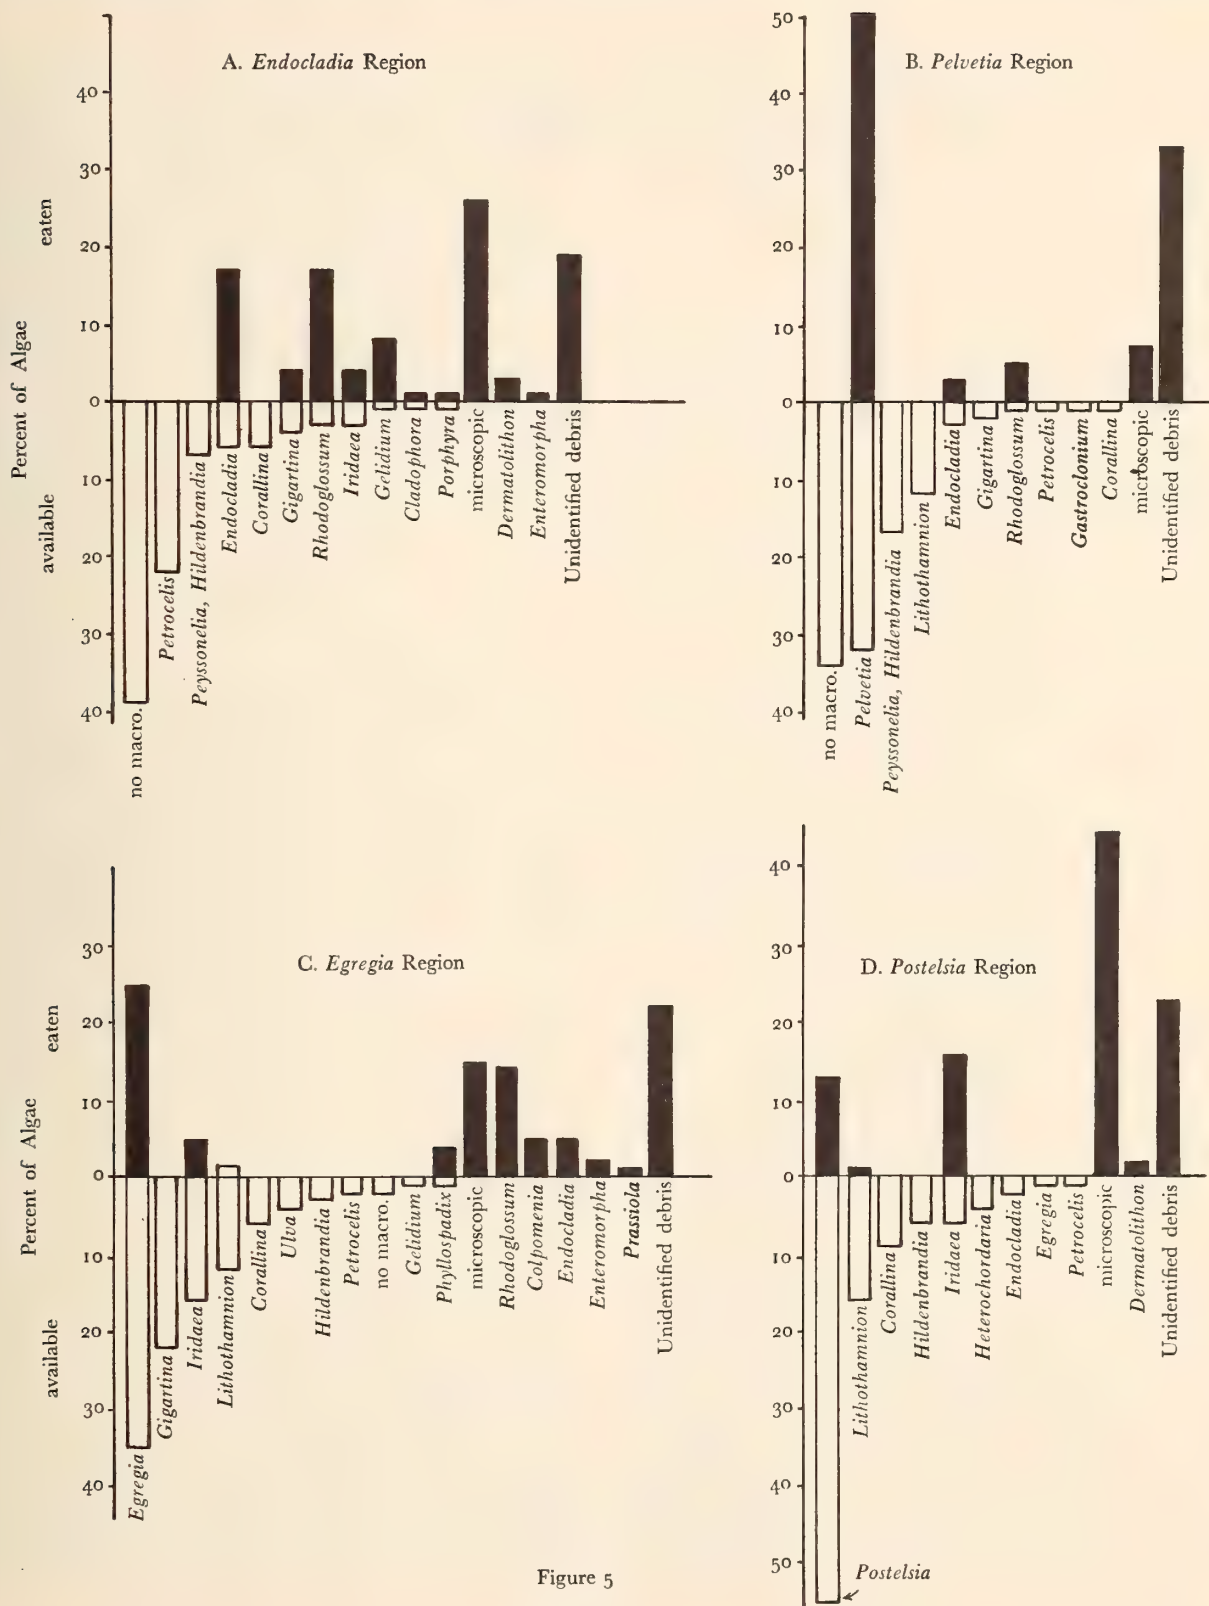 A. Endocladia Region
Percent of Algae
eaten
available
40
30
20
10
0
10
20
30
40
no macro.
Petrocelis
Peyssonelia, Hildenbrandia
Endocladia
Corallina
Gigartina
Rhodoglossum
Iridaea
Gelidium
Cladophora
Porphyra
microscopic
Dermatolithon
Enteromorpha
Unidentified debris
B. Pelvetia Region
50
40
30
20
10
0
10
20
30
40
no macro.
Pelvetia
Peyssonelia, Hildenbrandia
Lithothamnion
Endocladia
Gigartina
Rhodoglossum
Petrocelis
Gastroclonium
Corallina
microscopic
Unidentified debris
C. Egregia Region
Percent of Algae
eaten
available
30
20
10
0
10
20
30
40
Egregia
Gigartina
Iridaea
Lithothamnion
Corallina
Ulva
Hildenbrandia
Petrocelis
no macro.
Gelidium
Phyllospadix
microscopic
Rhodoglossum
Colpomenia
Endocladia
Enteromorpha
Prassiola
Unidentified debris
D. Postelsia Region
40
30
20
10
0
10
20
30
40
50
Postelsia
Lithothamnion
Corallina
Hildenbrandia
Iridaea
Heterochordaria
Endocladia
Egregia
Petrocelis
microscopic
Dermatolithon
Unidentified debris
Figure 5